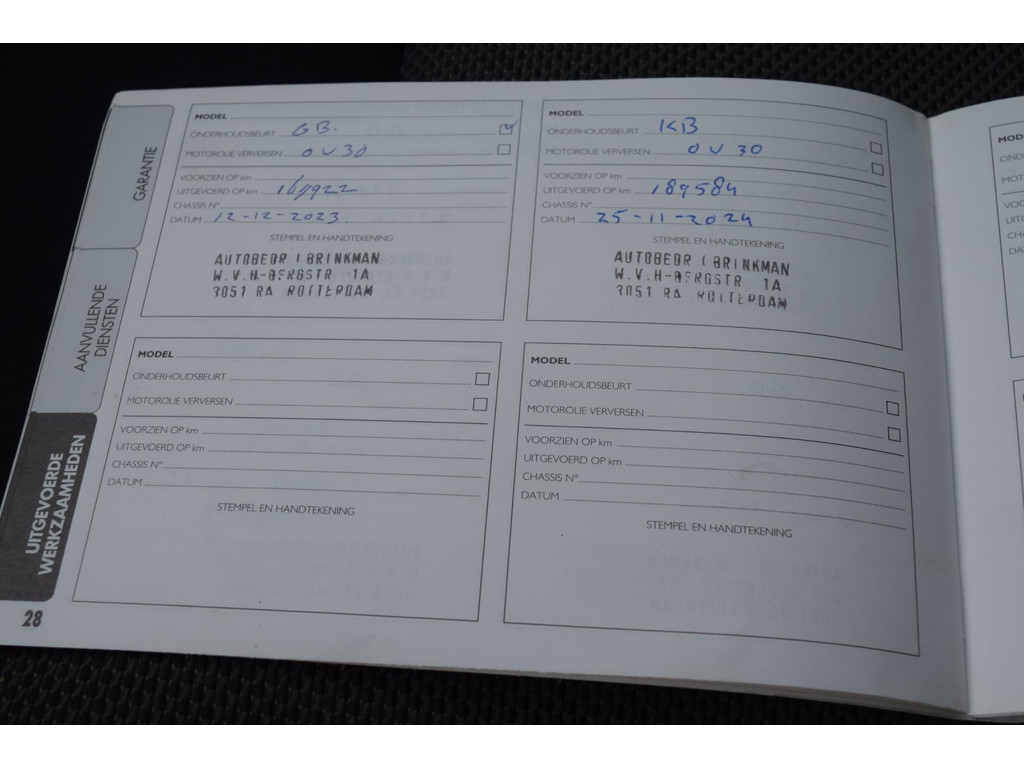 GARANTIE
AANVULLENDE
DIENSTEN
UITGEVOERDE
WERKZAAMHEDEN
28
MODEL
ONDERHOUDSBEURT GB.
MOTOROLIE VERVERSEN 0W30
VOORZIEN OP km
UITGEVOERD OP km
CHASSIS N°
DATUM 12-12-2023.
STEMPEL EN HANDTEKENING
AUTOBEDR BRINKMAN
W.V.H-BERGSTR 1A
3051 RA ROTTERDAM
MODEL
ONDERHOUDSBEURT KB
MOTOROLIE VERVERSEN 0W30
VOORZIEN OP km
UITGEVOERD OP km 189584
CHASSIS N°
DATUM 25-11-2024
STEMPEL EN HANDTEKENING
AUTOBEDR BRINKMAN
W.V.H-BERGSTR 1A
3051 RA ROTTERDAM
MODEL
ONDERHOUDSBEURT
MOTOROLIE VERVERSEN
VOORZIEN OP km
UITGEVOERD OP km
CHASSIS N°
DATUM
STEMPEL EN HANDTEKENING
MODEL
ONDERHOUDSBEURT
MOTOROLIE VERVERSEN
VOORZIEN OP km
UITGEVOERD OP km
CHASSIS N°
DATUM
STEMPEL EN HANDTEKENING